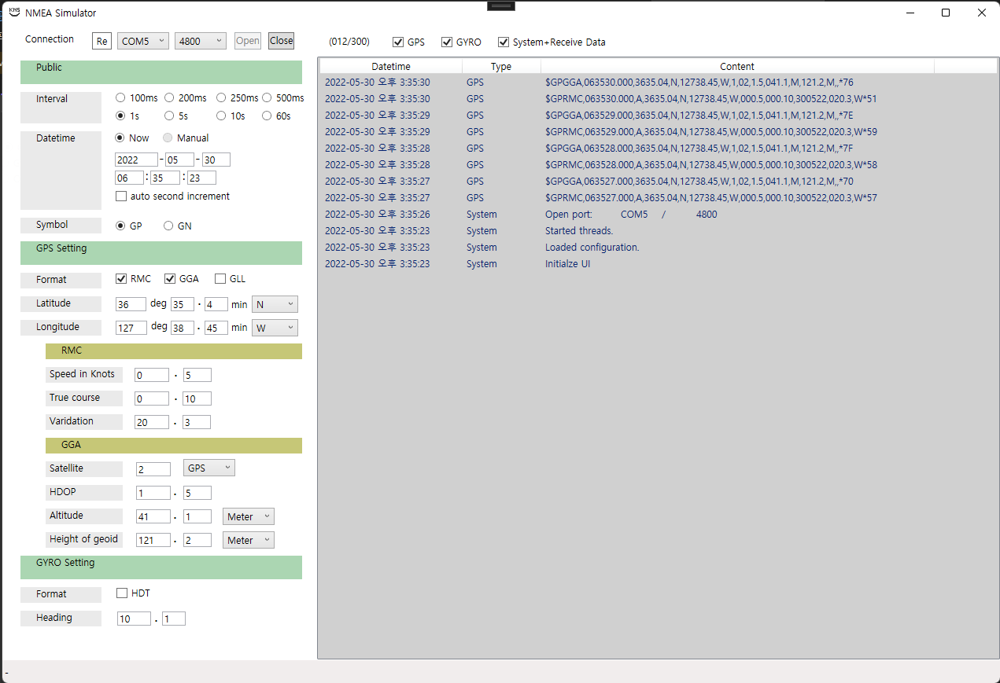 KNS NMEA Simulator
Connection Re COM5 4800 Open Close
Public
Interval 100ms 200ms 250ms 500ms
1s 5s 10s 60s
Datetime Now Manual
2022 - 05 - 30
06 : 35 : 23
auto second increment
Symbol GP GN
GPS Setting
Format RMC GGA GLL
Latitude 36 deg 35 . 4 min N
Longitude 127 deg 38 . 45 min W
RMC
Speed in Knots 0 . 5
True course 0 . 10
Varidation 20 . 3
GGA
Satellite 2 GPS
HDOP 1 . 5
Altitude 41 . 1 Meter
Height of geoid 121 . 2 Meter
GYRO Setting
Format HDT
Heading 10 . 1
-
(012/300) GPS GYRO System+Receive Data
Datetime Type Content
2022-05-30 오후 3:35:30 GPS $GPGGA,063530.000,3635.04,N,12738.45,W,1,02,1.5,041.1,M,121.2,M,,*76
2022-05-30 오후 3:35:30 GPS $GPRMC,063530.000,A,3635.04,N,12738.45,W,000.5,000.10,300522,020.3,W*51
2022-05-30 오후 3:35:29 GPS $GPGGA,063529.000,3635.04,N,12738.45,W,1,02,1.5,041.1,M,121.2,M,,*7E
2022-05-30 오후 3:35:29 GPS $GPRMC,063529.000,A,3635.04,N,12738.45,W,000.5,000.10,300522,020.3,W*59
2022-05-30 오후 3:35:28 GPS $GPGGA,063528.000,3635.04,N,12738.45,W,1,02,1.5,041.1,M,121.2,M,,*7F
2022-05-30 오후 3:35:28 GPS $GPRMC,063528.000,A,3635.04,N,12738.45,W,000.5,000.10,300522,020.3,W*58
2022-05-30 오후 3:35:27 GPS $GPGGA,063527.000,3635.04,N,12738.45,W,1,02,1.5,041.1,M,121.2,M,,*70
2022-05-30 오후 3:35:27 GPS $GPRMC,063527.000,A,3635.04,N,12738.45,W,000.5,000.10,300522,020.3,W*57
2022-05-30 오후 3:35:26 System Open port: COM5 / 4800
2022-05-30 오후 3:35:23 System Started threads.
2022-05-30 오후 3:35:23 System Loaded configuration.
2022-05-30 오후 3:35:23 System Initialze UI